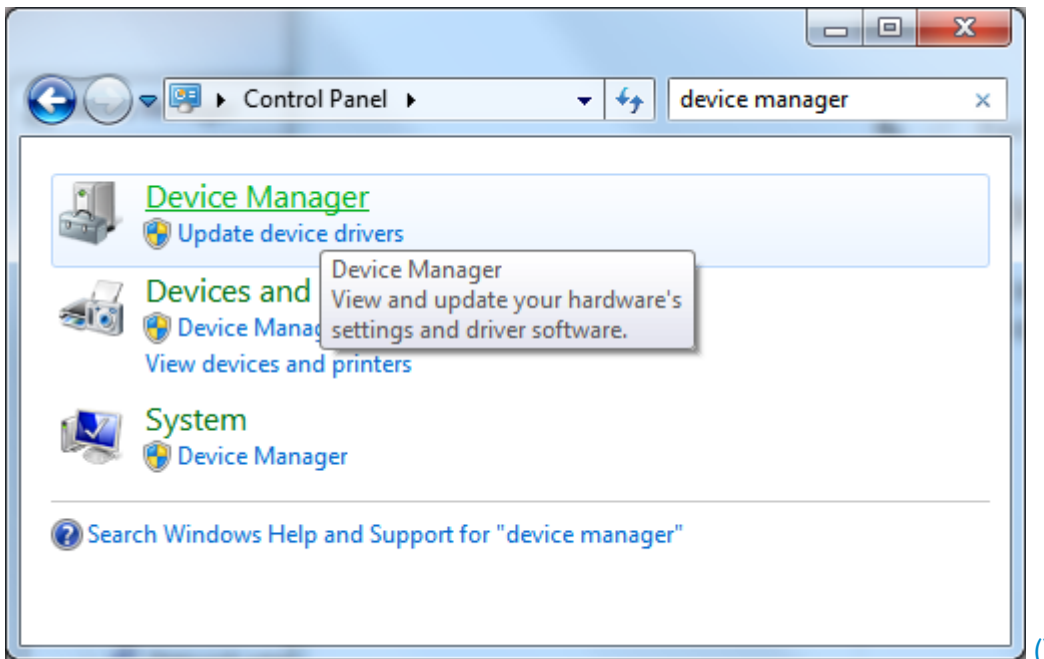 Control Panel
device manager
Device Manager
Update device drivers
Device Manager
View and update your hardware's
settings and driver software.
Devices and
Device Manag
View devices and printers
System
Device Manager
Search Windows Help and Support for "device manager"